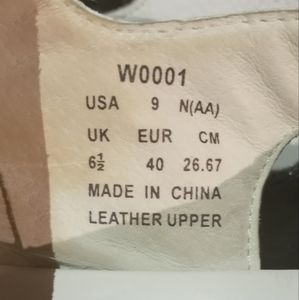 W0001
USA 9 N(AA)
UK EUR CM
6½ 40 26.67
MADE IN CHINA
LEATHER UPPER